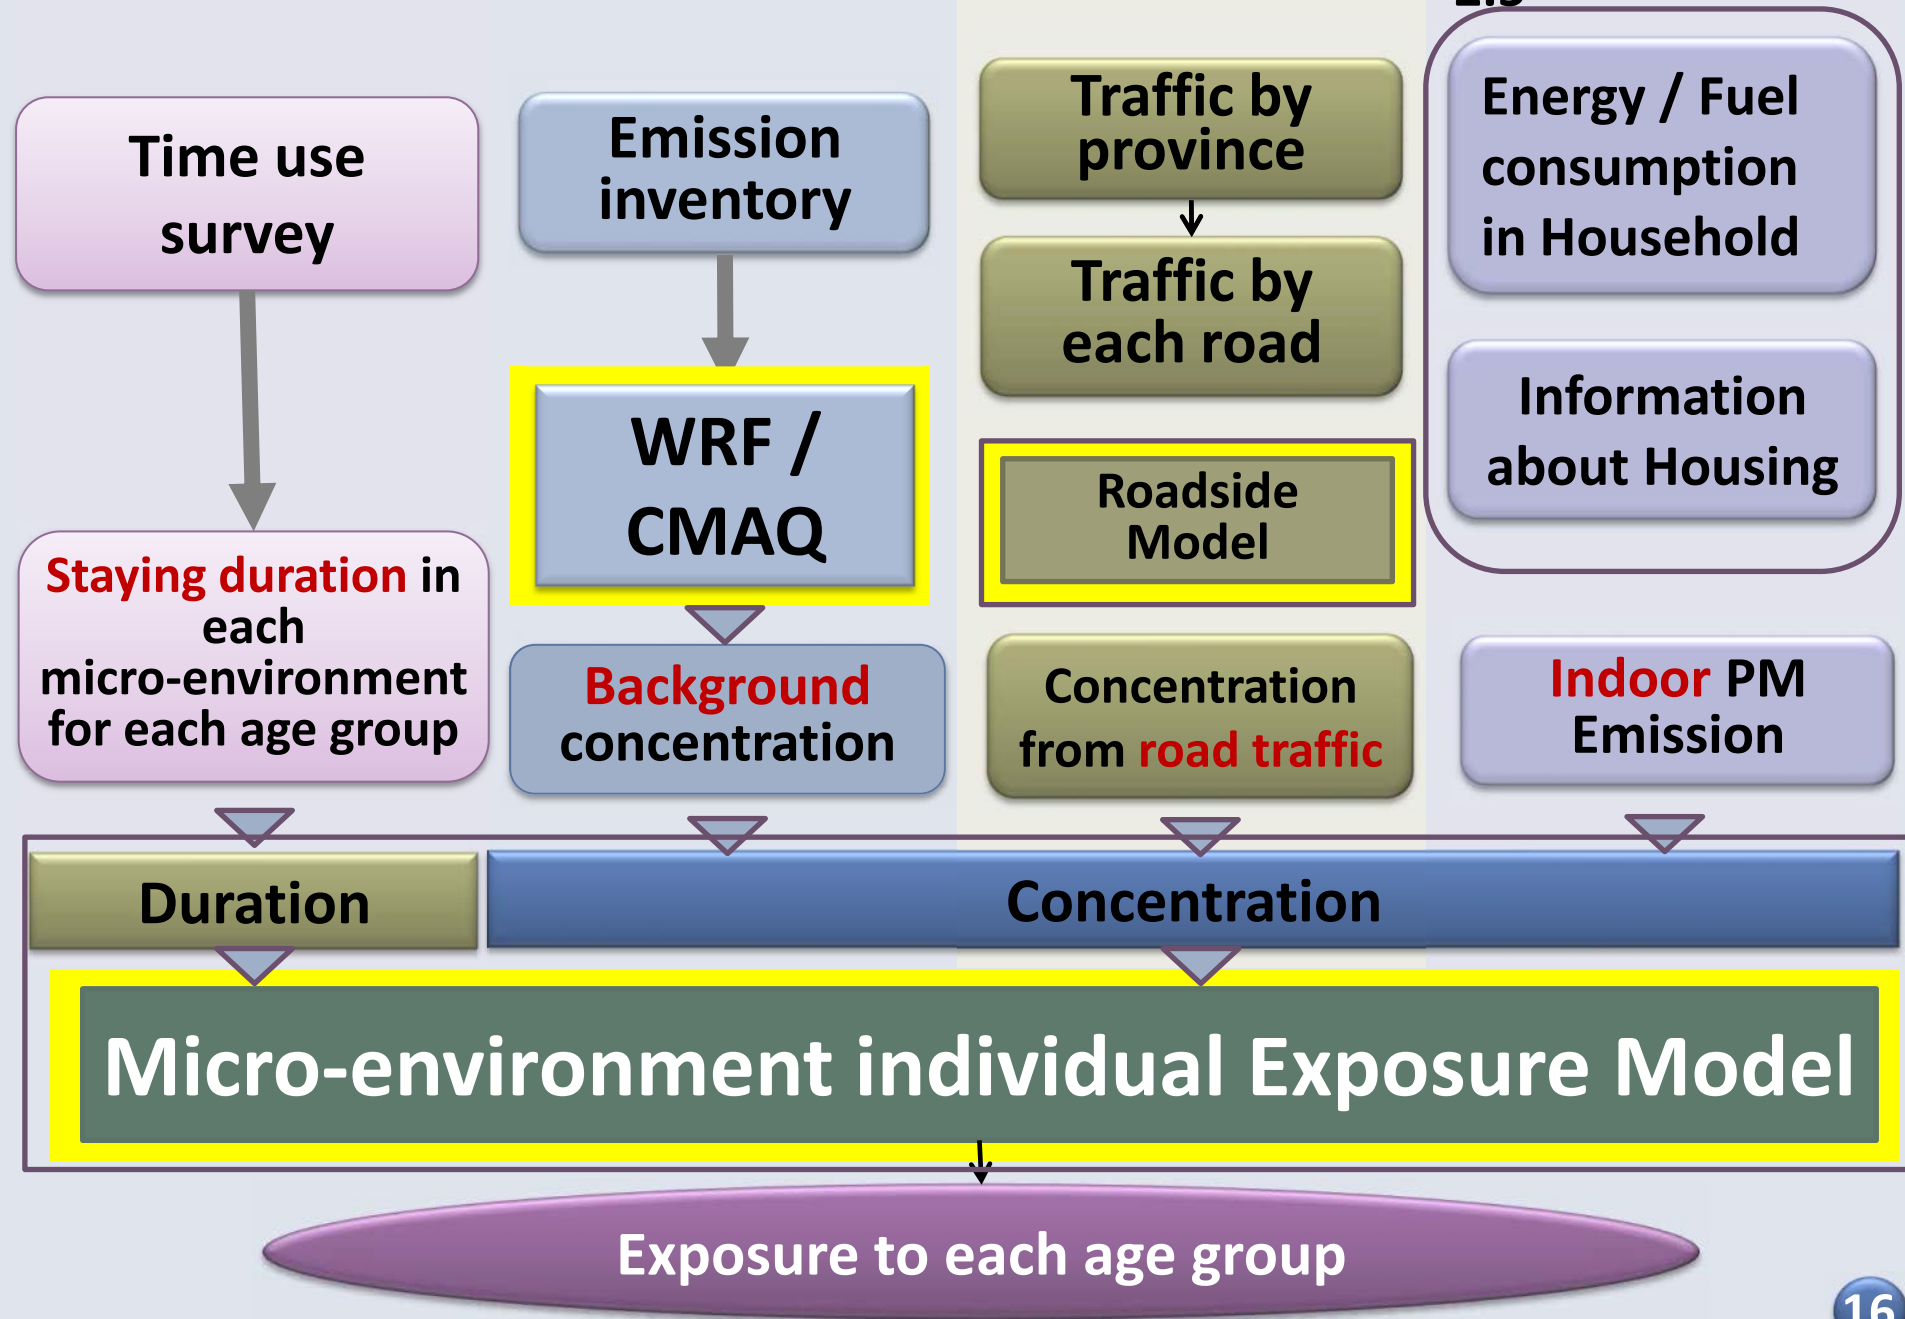 Time use
survey
Staying duration in
each
micro-environment
for each age group
Emission
inventory
WRF /
CMAQ
Background
concentration
Traffic by
province
Traffic by
each road
Roadside
Model
Concentration
from road traffic
Energy / Fuel
consumption
in Household
Information
about Housing
Indoor PM
Emission
Duration
Concentration
Micro-environment individual Exposure Model
Exposure to each age group
16